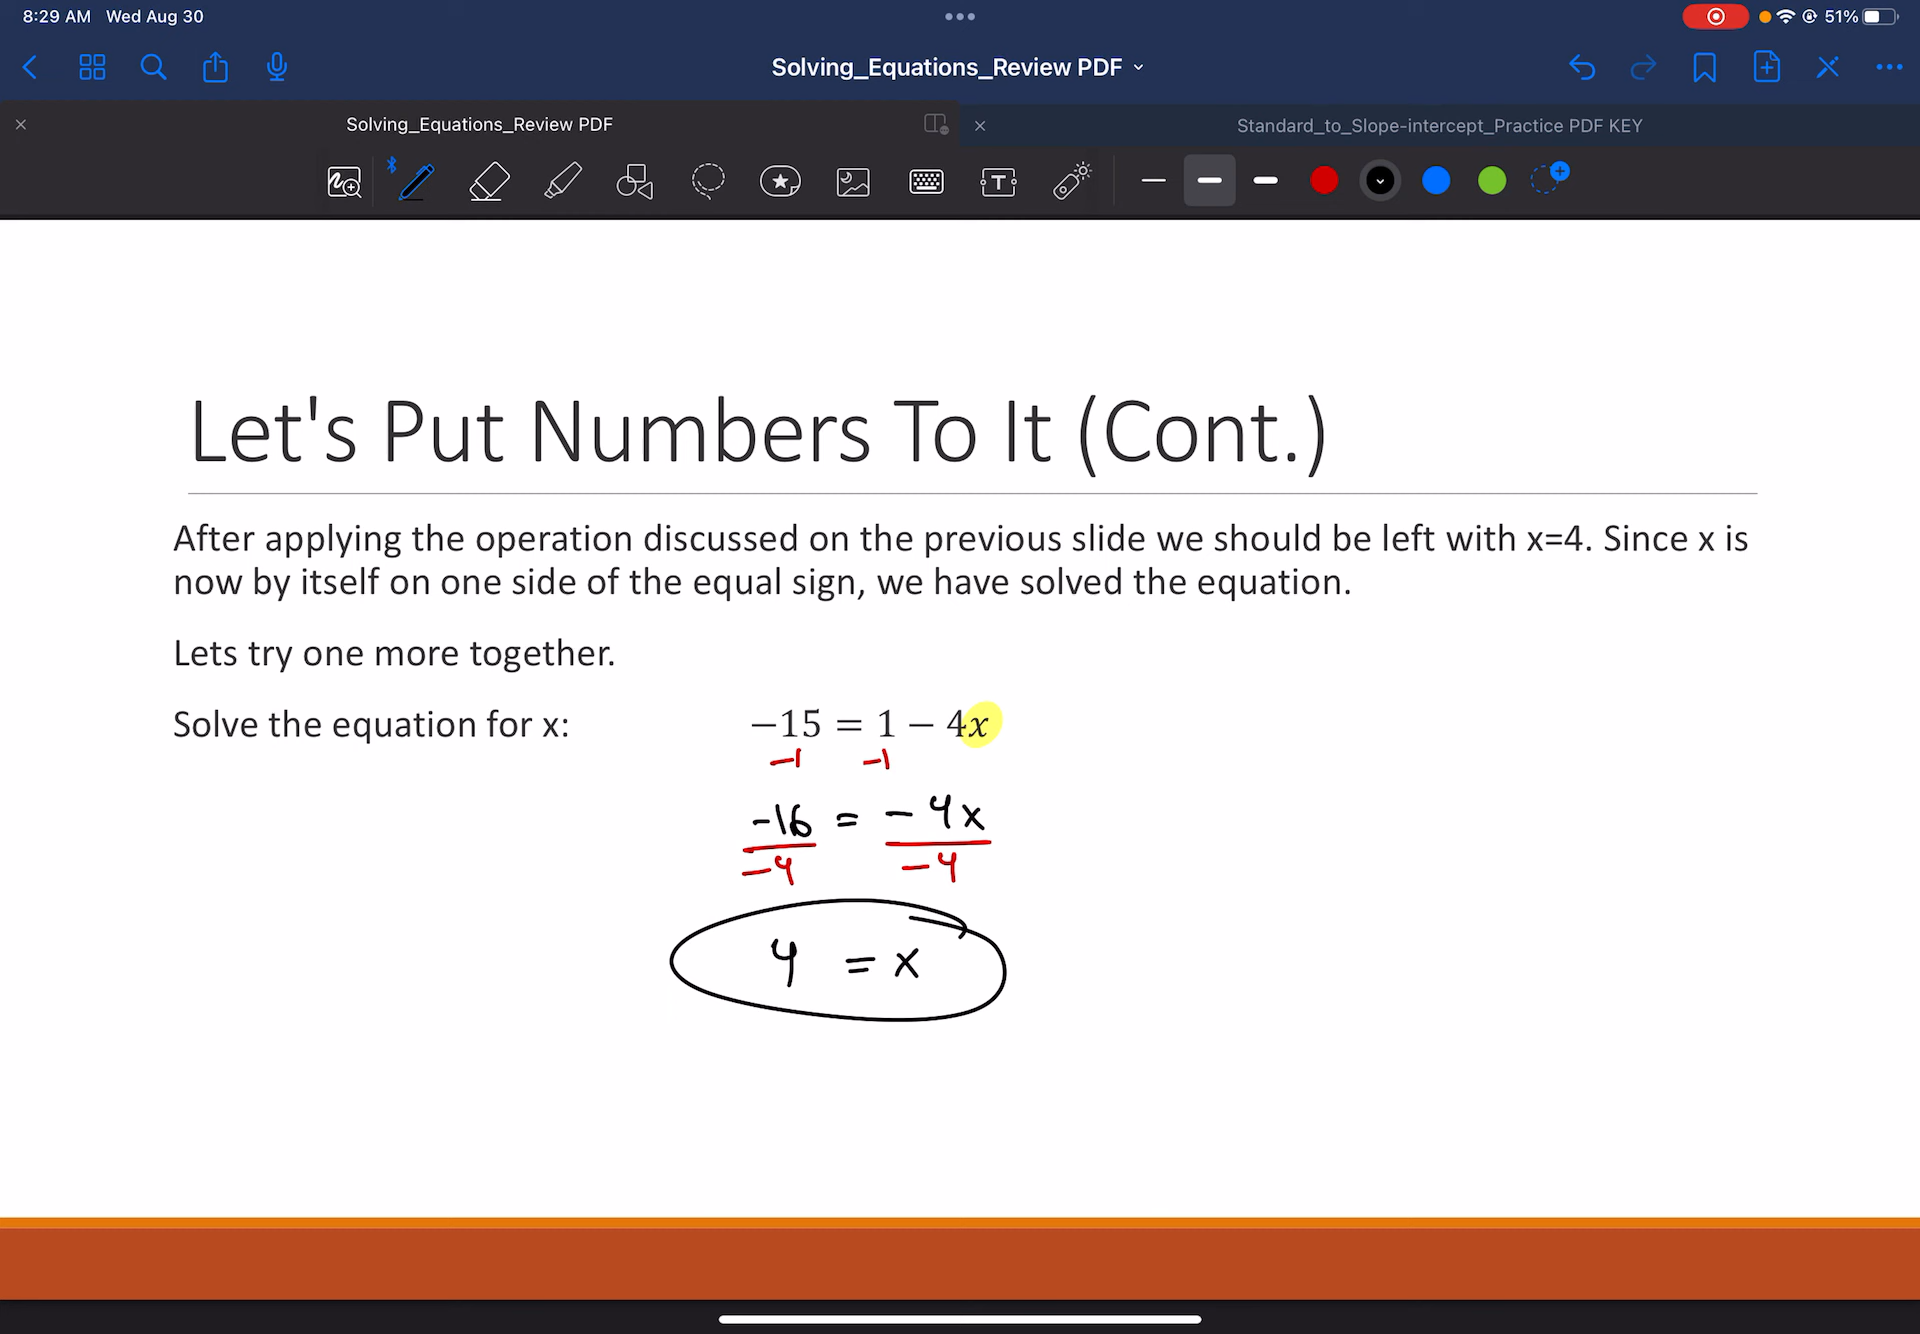 8:29 AM Wed Aug 30
51%
Solving_Equations_Review PDF
Solving_Equations_Review PDF
Standard_to_Slope-intercept_Practice PDF KEY
T
Let's Put Numbers To It (Cont.)
After applying the operation discussed on the previous slide we should be left with x=4. Since x is
now by itself on one side of the equal sign, we have solved the equation.
Lets try one more together.
Solve the equation for x: −15 = 1 − 4x
−1 −1
-16 = - 4x
−4 −4
4 = x